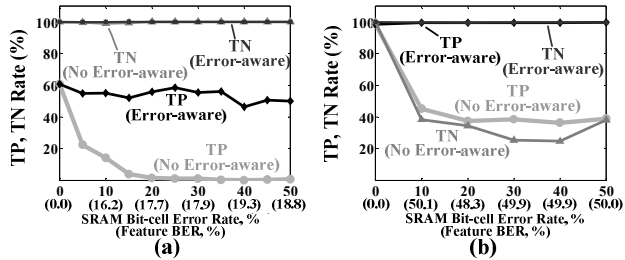 TP, TN Rate (%)
100
80
60
40
20
TN
(No Error-aware)
TN
(Error-aware)
TP
(Error-aware)
TP
(No Error-aware)
0 10 20 30 40 50
(0.0) (16.2) (17.7) (17.9) (19.3) (18.8)
SRAM Bit-cell Error Rate, %
(Feature BER, %)
(a)
TP, TN Rate (%)
100
80
60
40
20
TP
(Error-aware)
TN
(Error-aware)
TP
(No Error-aware)
TN
(No Error-aware)
0 10 20 30 40 50
(0.0) (50.1) (48.3) (49.9) (49.9) (50.0)
SRAM Bit-cell Error Rate, %
(Feature BER, %)
(b)